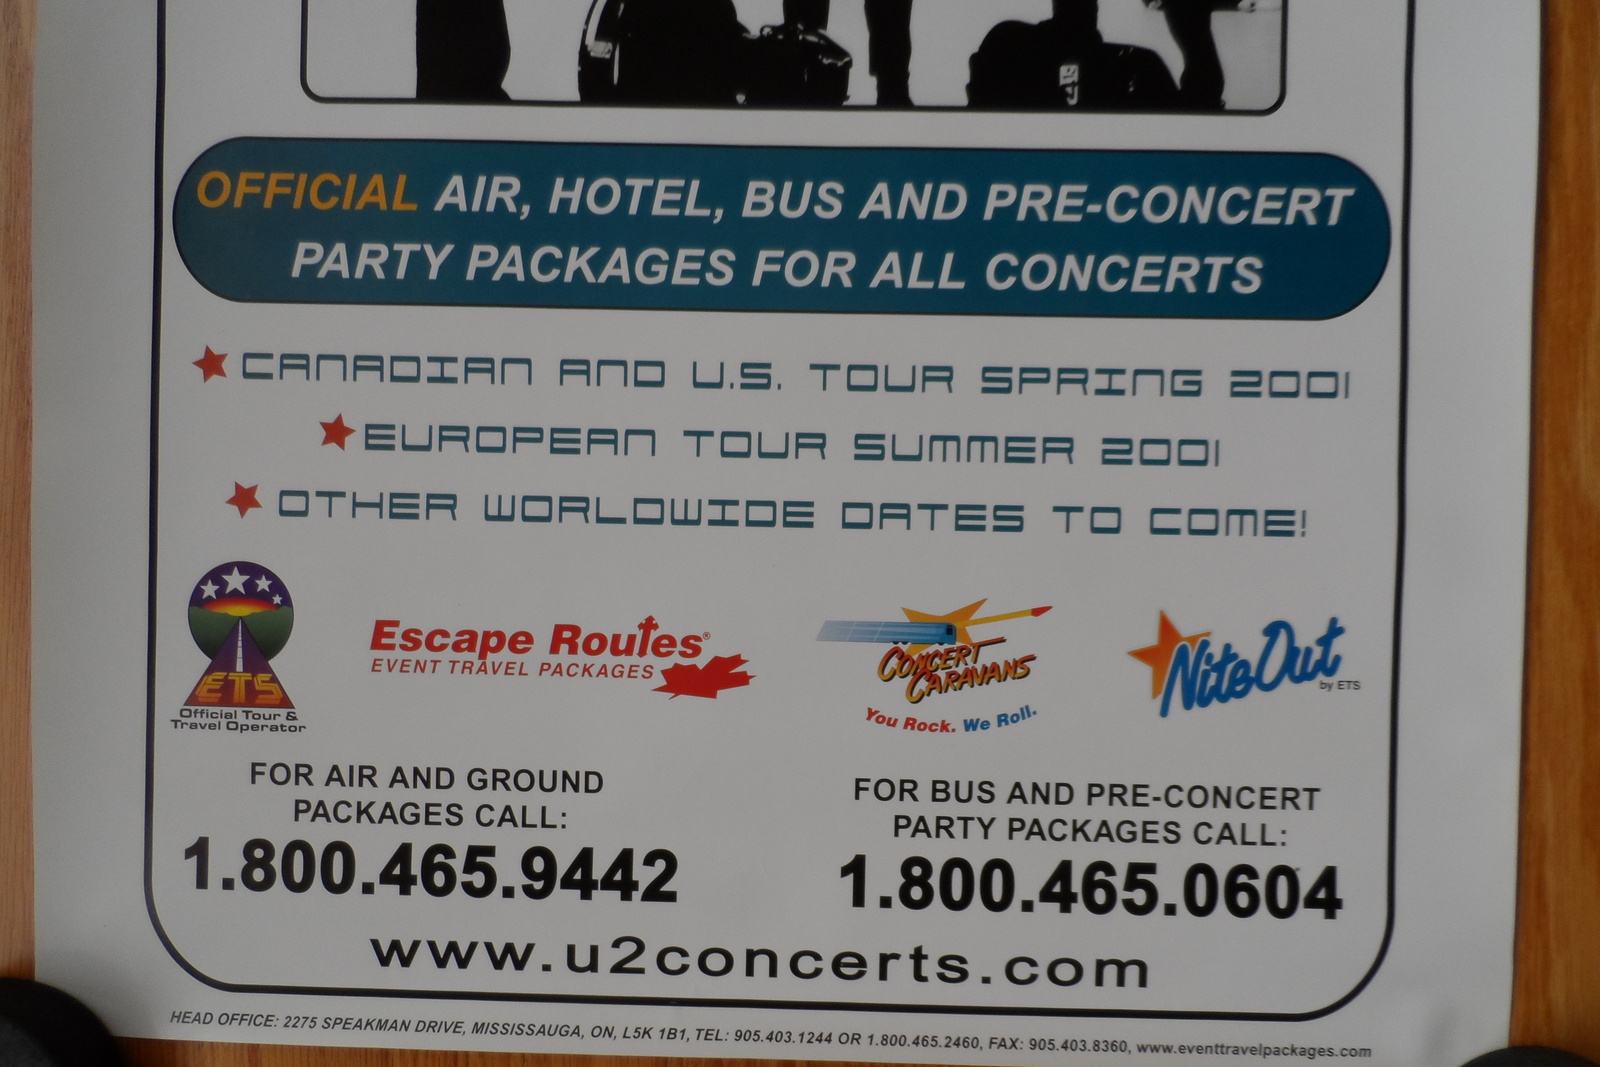 OFFICIAL AIR, HOTEL, BUS AND PRE-CONCERT
PARTY PACKAGES FOR ALL CONCERTS
CANADIAN AND U.S. TOUR SPRING 2001
EUROPEAN TOUR SUMMER 2001
OTHER WORLDWIDE DATES TO COME!
ETS
Official Tour &
Travel Operator
Escape Routes®
EVENT TRAVEL PACKAGES
CONCERT
CARAVANS
You Rock. We Roll.
NiteOut
by ETS
FOR AIR AND GROUND
PACKAGES CALL:
1.800.465.9442
FOR BUS AND PRE-CONCERT
PARTY PACKAGES CALL:
1.800.465.0604
www.u2concerts.com
HEAD OFFICE: 2275 SPEAKMAN DRIVE, MISSISSAUGA, ON, L5K 1B1, TEL: 905.403.1244 OR 1.800.465.2460, FAX: 905.403.8360, www.eventtravelpackages.com